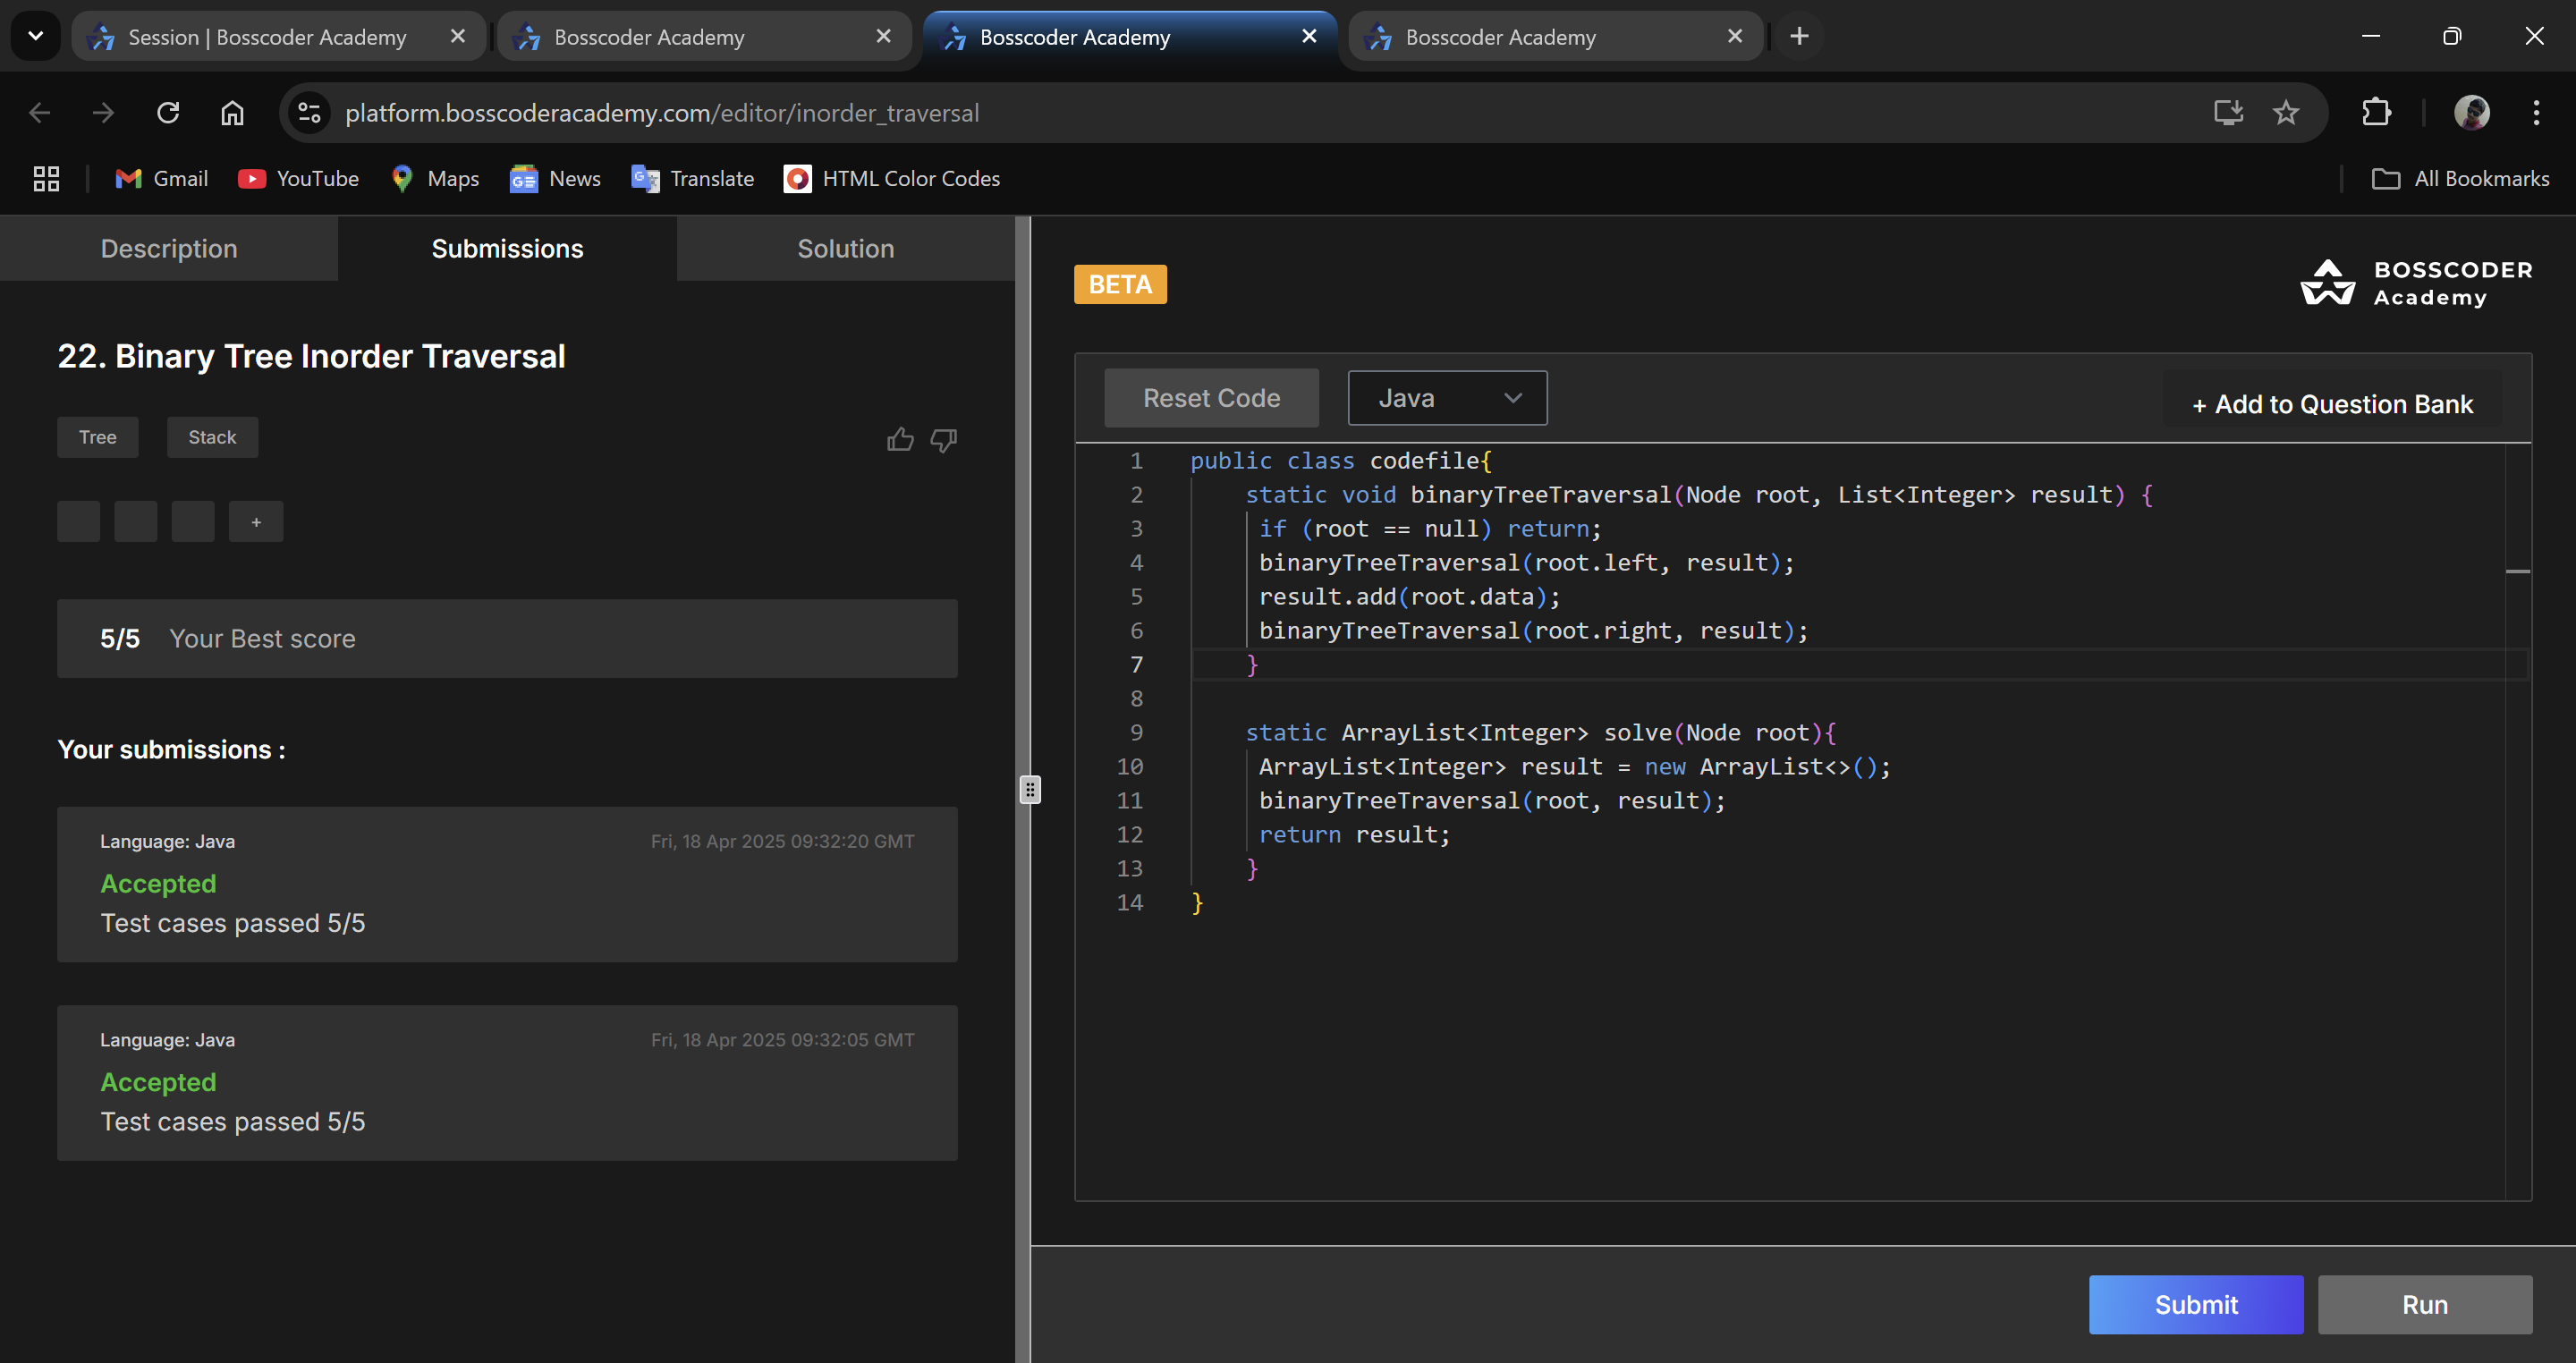 Session | Bosscoder Academy
Bosscoder Academy
Bosscoder Academy
Bosscoder Academy
platform.bosscoderacademy.com/editor/inorder_traversal
Gmail
YouTube
Maps
News
Translate
HTML Color Codes
All Bookmarks
Description
Submissions
Solution
22. Binary Tree Inorder Traversal
Tree
Stack
+
5/5 Your Best score
Your submissions :
Language: Java Fri, 18 Apr 2025 09:32:20 GMT
Accepted
Test cases passed 5/5
Language: Java Fri, 18 Apr 2025 09:32:05 GMT
Accepted
Test cases passed 5/5
BETA
BOSSCODER
Academy
Reset Code
Java
+ Add to Question Bank
1 public class codefile{
2     static void binaryTreeTraversal(Node root, List<Integer> result) {
3      if (root == null) return;
4      binaryTreeTraversal(root.left, result);
5      result.add(root.data);
6      binaryTreeTraversal(root.right, result);
7     }
8
9     static ArrayList<Integer> solve(Node root){
10      ArrayList<Integer> result = new ArrayList<>();
11      binaryTreeTraversal(root, result);
12      return result;
13     }
14 }
Submit
Run